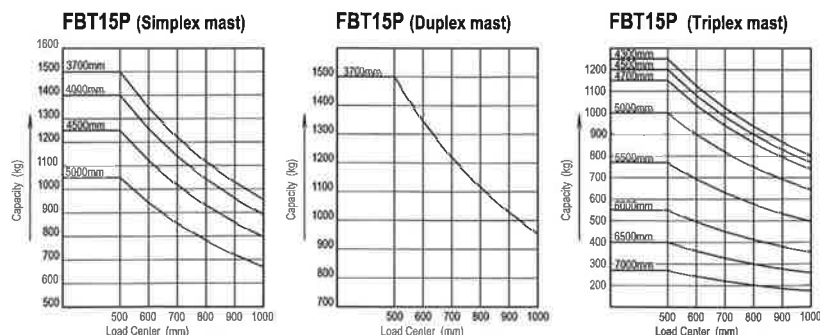 FBT15P (Simplex mast)
1600
1500
1400
1300
1200
1100
1000
900
800
700
600
500
Capacity (kg)
3700mm
4000mm
4500mm
5000mm
500 600 700 800 900 1000
Load Center (mm)
FBT15P (Duplex mast)
1500
1400
1300
1200
1100
1000
900
800
700
Capacity (kg)
3700mm
500 600 700 800 900 1000
Load Center (mm)
FBT15P (Triplex mast)
1200
1100
1000
900
800
700
600
500
400
300
200
Capacity (kg)
4300mm
4500mm
4700mm
5000mm
5500mm
6000mm
6500mm
7000mm
500 600 700 800 900 1000
Load Center (mm)